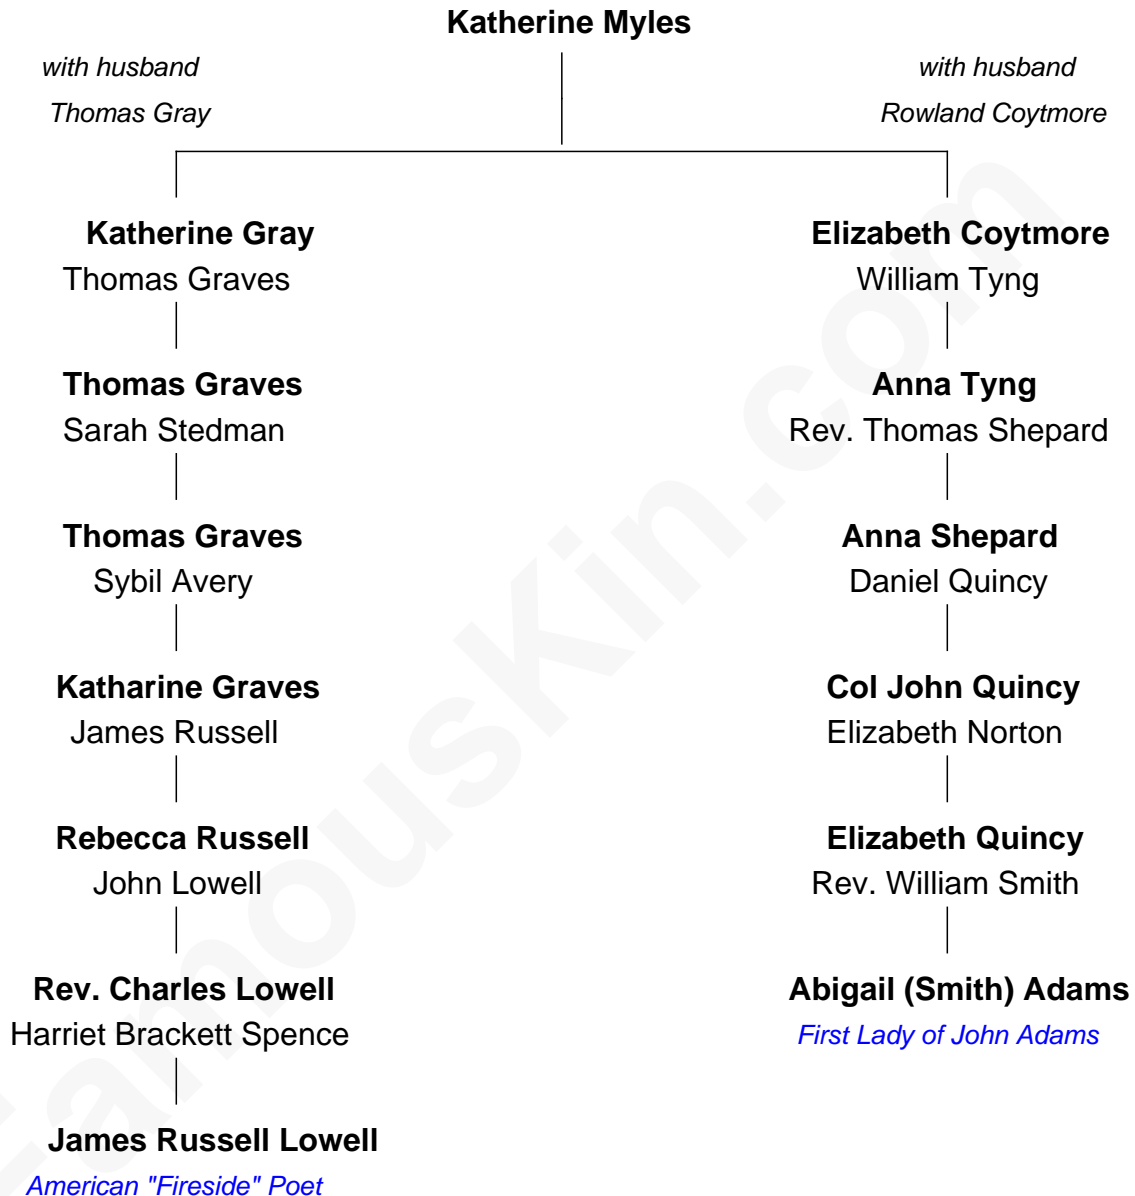 Katherine Myles
with husband
Thomas Gray
with husband
Rowland Coytmore
Katherine Gray
Thomas Graves
Elizabeth Coytmore
William Tyng
Thomas Graves
Sarah Stedman
Anna Tyng
Rev. Thomas Shepard
Thomas Graves
Sybil Avery
Anna Shepard
Daniel Quincy
Katharine Graves
James Russell
Col John Quincy
Elizabeth Norton
Rebecca Russell
John Lowell
Elizabeth Quincy
Rev. William Smith
Rev. Charles Lowell
Harriet Brackett Spence
Abigail (Smith) Adams
First Lady of John Adams
James Russell Lowell
American "Fireside" Poet
FamousKin.com